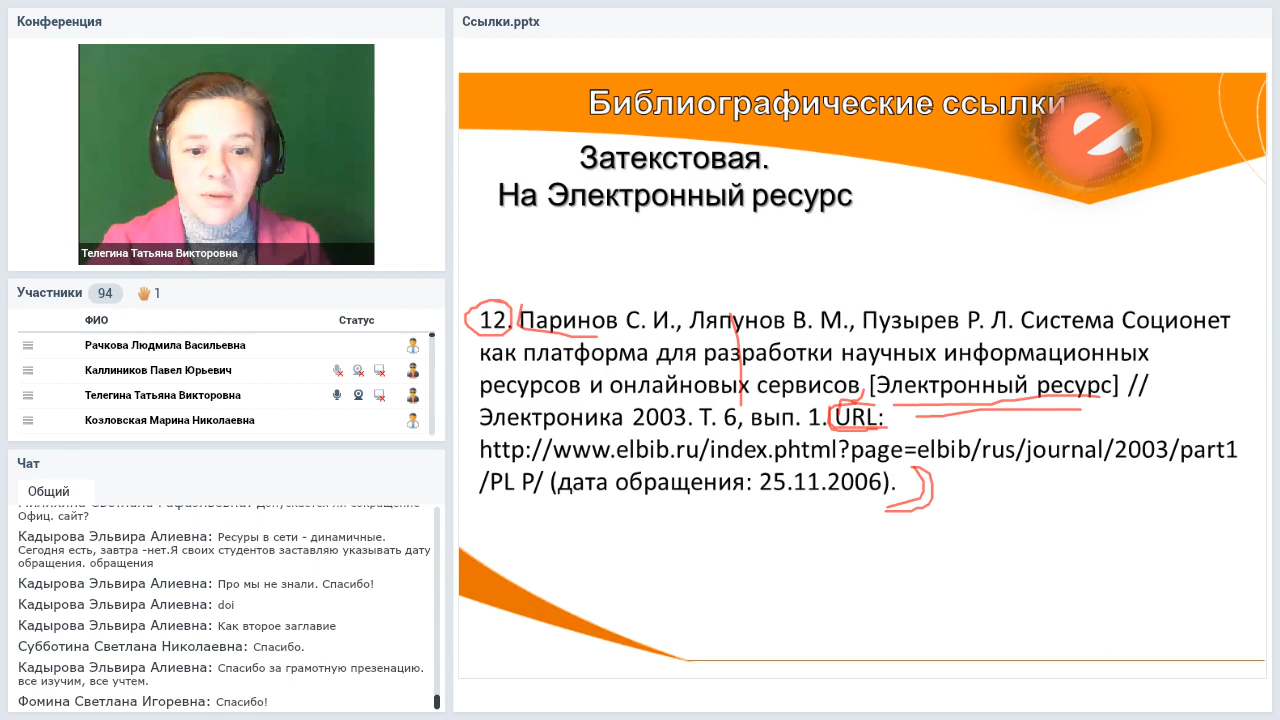 Конференция
Телегина Татьяна Викторовна
Участники 94 1
ФИО Статус
Рачкова Людмила Васильевна
Каллиников Павел Юрьевич
Телегина Татьяна Викторовна
Козловская Марина Николаевна
Чат
Общий
Офиц. сайт?
Кадырова Эльвира Алиевна: Ресуры в сети - динамичные.
Сегодня есть, завтра -нет.Я своих студентов заставляю указывать дату
обращения. обращения
Кадырова Эльвира Алиевна: Про мы не знали. Спасибо!
Кадырова Эльвира Алиевна: doi
Кадырова Эльвира Алиевна: Как второе заглавие
Субботина Светлана Николаевна: Спасибо.
Кадырова Эльвира Алиевна: Спасибо за грамотную презенацию.
все изучим, все учтем.
Фомина Светлана Игоревна: Спасибо!
Ссылки.pptx
Библиографические ссылки
Затекстовая.
На Электронный ресурс
12. Паринов С. И., Ляпунов В. М., Пузырев Р. Л. Система Соционет
как платформа для разработки научных информационных
ресурсов и онлайновых сервисов [Электронный ресурс] //
Электроника 2003. Т. 6, вып. 1. URL:
http://www.elbib.ru/index.phtml?page=elbib/rus/journal/2003/part1
/PL P/ (дата обращения: 25.11.2006).